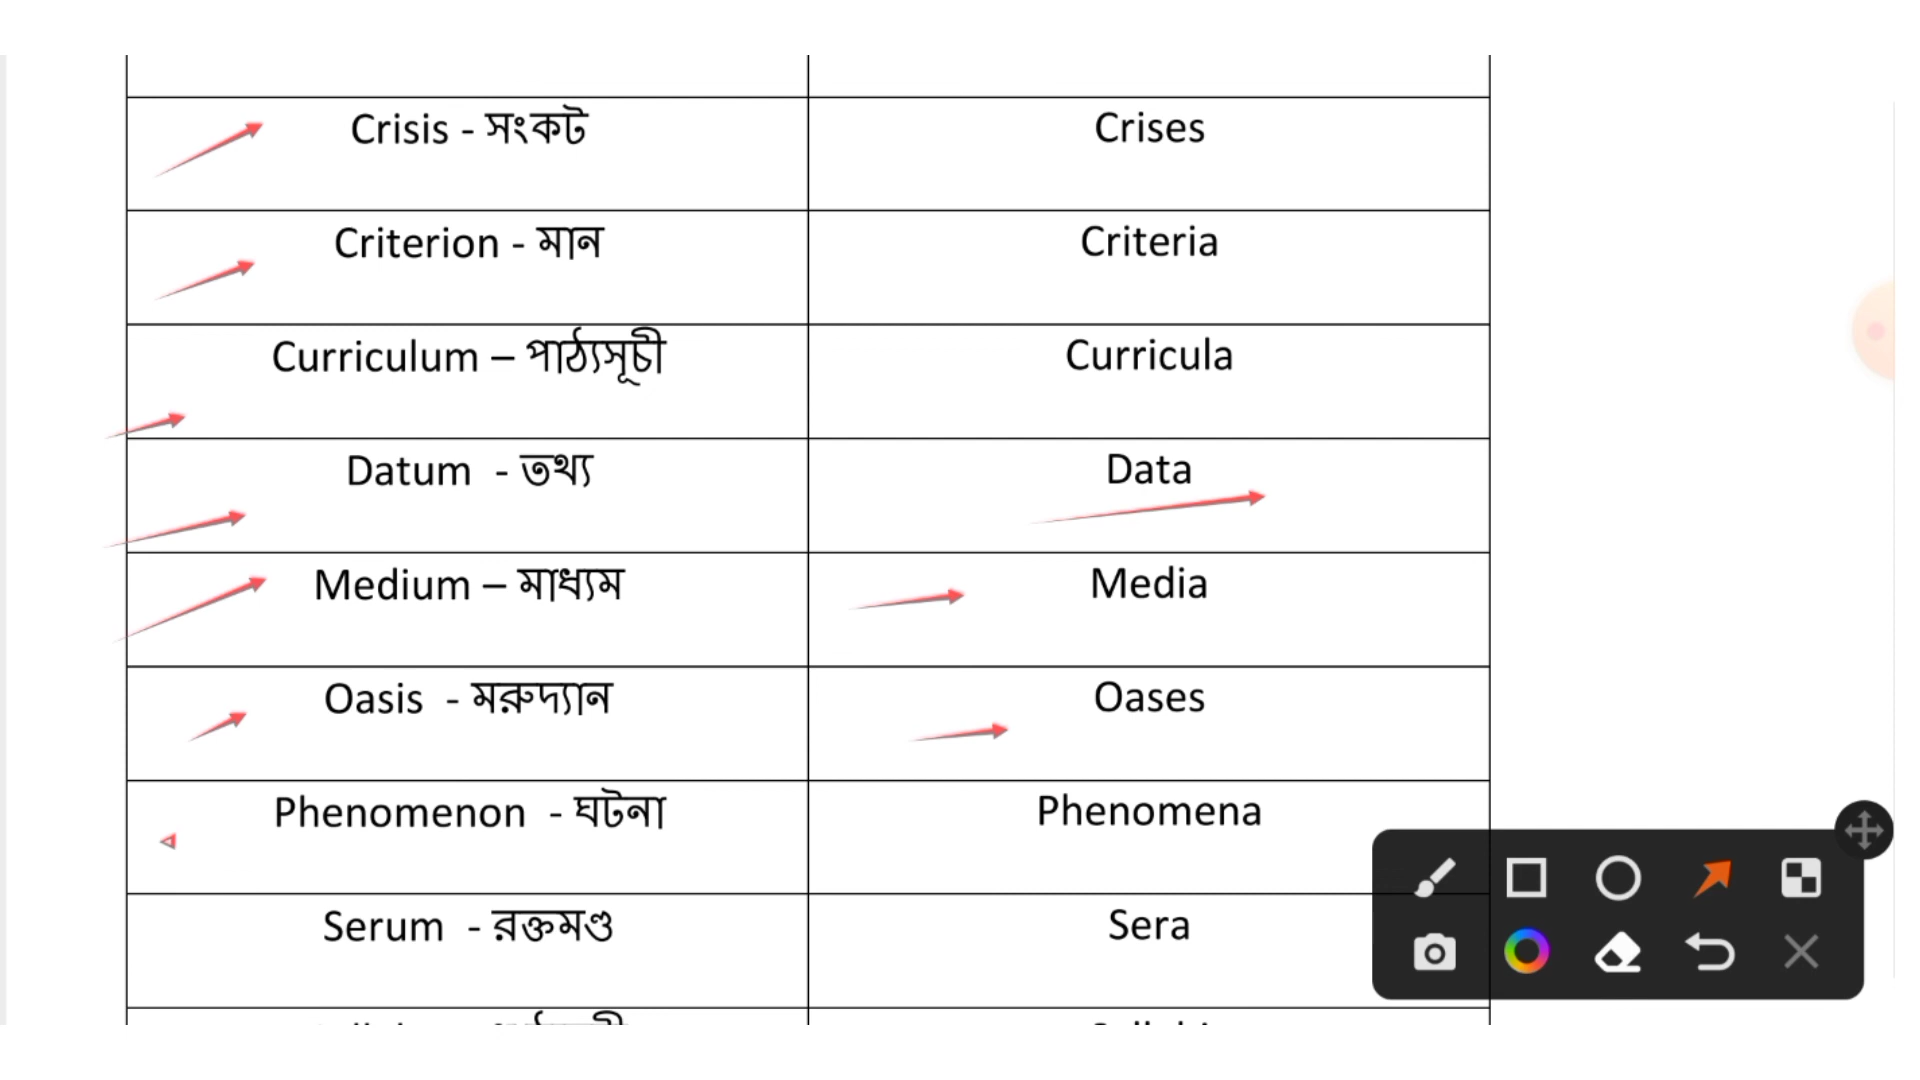 Crisis - সংকট Crises
Criterion - মান Criteria
Curriculum – পাঠ্যসূচী Curricula
Datum - তথ্য Data
Medium – মাধ্যম Media
Oasis - মরুদ্যান Oases
Phenomenon - ঘটনা Phenomena
Serum - রক্তমণ্ড Sera